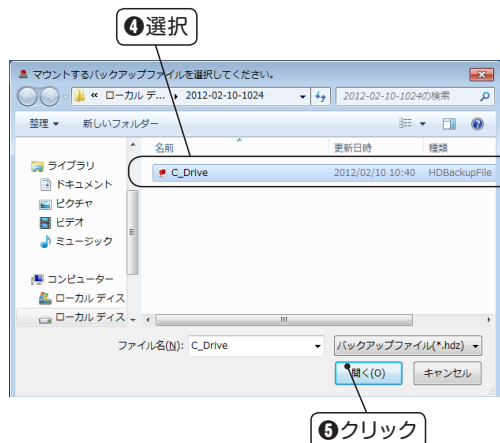 ❹選択
マウントするバックアップファイルを選択してください。
« ローカル デ... ▸ 2012-02-10-1024
2012-02-10-1024の検索
整理 ▼ 新しいフォルダー
名前 更新日時 種類
ライブラリ
C_Drive 2012/02/10 10:40 HDBackupFile
ドキュメント
ピクチャ
ビデオ
ミュージック
コンピューター
ローカル ディス
ローカル ディス
ファイル名(N): C_Drive バックアップファイル(*.hdz)
開く(O) キャンセル
❺クリック